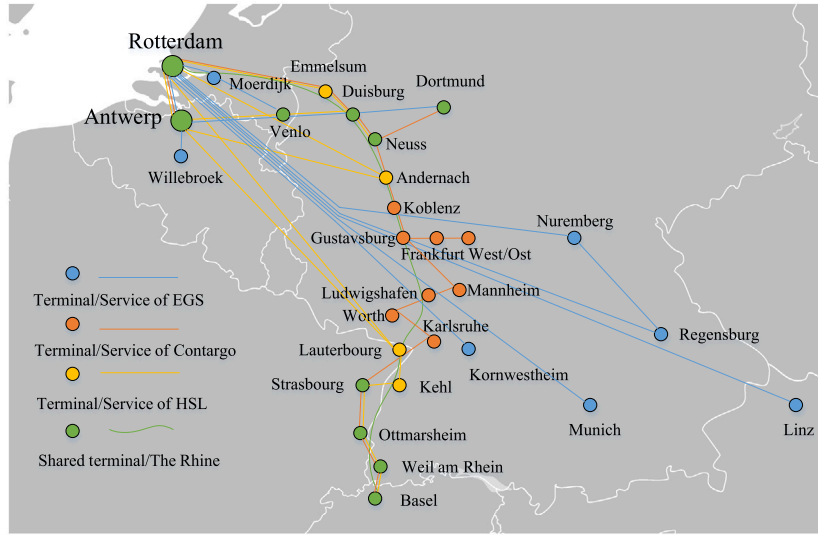 Rotterdam
Emmelsum
Moerdijk
Duisburg
Dortmund
Antwerp
Venlo
Neuss
Willebroek
Andernach
Koblenz
Nuremberg
Gustavsburg
Frankfurt West/Ost
Ludwigshafen
Mannheim
Terminal/Service of EGS
Worth
Karlsruhe
Regensburg
Terminal/Service of Contargo
Lauterbourg
Kornwestheim
Strasbourg
Kehl
Terminal/Service of HSL
Munich
Linz
Ottmarsheim
Shared terminal/The Rhine
Weil am Rhein
Basel